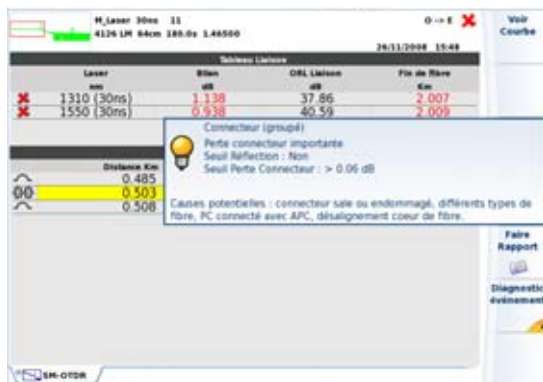 M_Laser 30ns 11
O -> E
Voir Courbe
4126 LM 64cm 180.0s 1.46500
26/11/2008 15:48
Tableau Liaison
Laser Bilan ORL Liaison Fin de fibre
nm dB dB Km
1310 (30ns) 1.138 37.86 2.007
1550 (30ns) 0.938 40.59 2.009
Connecteur (groupé)
Perte connecteur importante
Seuil Réflection : Non
Seuil Perte Connecteur : > 0.06 dB
Causes potentielles : connecteur sale ou endommagé, différents types de
fibre, PC connecté avec APC, désalignement coeur de fibre.
Distance Km
0.485
0.503
0.508
Faire
Rapport
Diagnostic
événement
SM-OTDR